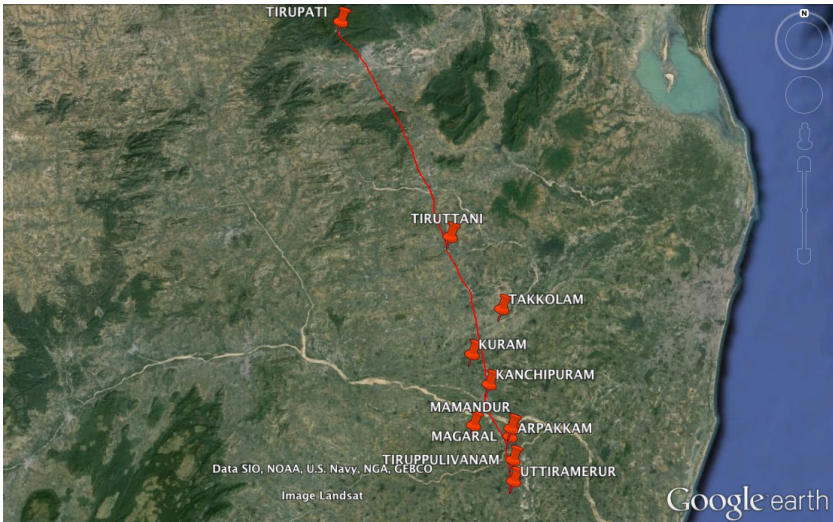 TIRUPATI
N
TIRUTTANI
TAKKOLAM
KURAM
KANCHIPURAM
MAMANDUR
ARPAKKAM
MAGARAL
TIRUPPULIVANAM
Data SIO, NOAA, U.S. Navy, NGA, GEBCO
UTTIRAMERUR
Image Landsat
Google earth